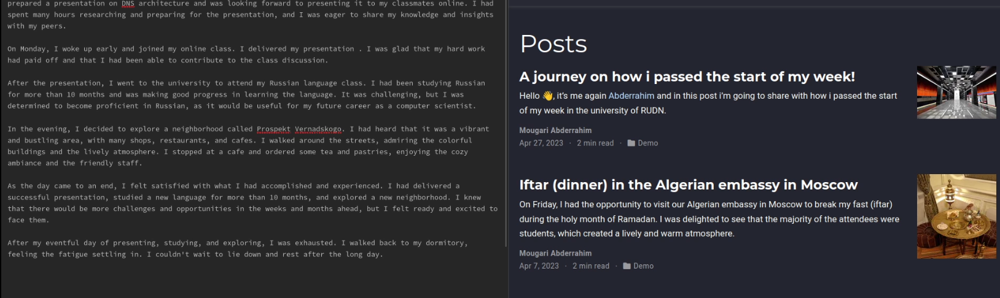 prepared a presentation on DNS architecture and was looking forward to presenting it to my classmates online. I had
spent many hours researching and preparing for the presentation, and I was eager to share my knowledge and insights
with my peers.
On Monday, I woke up early and joined my online class. I delivered my presentation . I was glad that my hard work
had paid off and that I had been able to contribute to the class discussion.
After the presentation, I went to the university to attend my Russian language class. I had been studying Russian
for more than 10 months and was making good progress in learning the language. It was challenging, but I was
determined to become proficient in Russian, as it would be useful for my future career as a computer scientist.
In the evening, I decided to explore a neighborhood called Prospekt Vernadskogo. I had heard that it was a vibrant
and bustling area, with many shops, restaurants, and cafes. I walked around the streets, admiring the colorful
buildings and the lively atmosphere. I stopped at a cafe and ordered some tea and pastries, enjoying the cozy
ambiance and the friendly staff.
As the day came to an end, I felt satisfied with what I had accomplished and experienced. I had delivered a
successful presentation, studied a new language for more than 10 months, and explored a new neighborhood. I knew
that there would be more challenges and opportunities in the weeks and months ahead, but I felt ready and excited to
face them.
After my eventful day of presenting, studying, and exploring, I was exhausted. I walked back to my dormitory,
feeling the fatigue settling in. I couldn't wait to lie down and rest after the long day.
Posts
A journey on how i passed the start of my week!
Hello 👋, it's me again Abderrahim and in this post i'm going to share with how i passed the start
of my week in the university of RUDN.
Mougari Abderrahim
Apr 27, 2023 · 2 min read · Demo
Iftar (dinner) in the Algerian embassy in Moscow
On Friday, I had the opportunity to visit our Algerian embassy in Moscow to break my fast (iftar)
during the holy month of Ramadan. I was delighted to see that the majority of the attendees were
students, which created a lively and warm atmosphere.
Mougari Abderrahim
Apr 7, 2023 · 2 min read · Demo